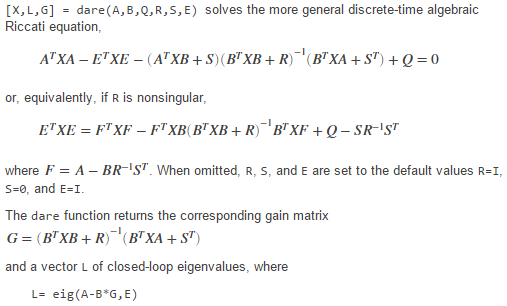 [X,L,G] = dare(A,B,Q,R,S,E) solves the more general discrete-time algebraic
Riccati equation,
AᵀXA − EᵀXE − (AᵀXB + S)(BᵀXB + R)⁻¹(BᵀXA + Sᵀ) + Q = 0
or, equivalently, if R is nonsingular,
EᵀXE = FᵀXF − FᵀXB(BᵀXB + R)⁻¹BᵀXF + Q − SR⁻¹Sᵀ
where F = A − BR⁻¹Sᵀ. When omitted, R, S, and E are set to the default values R=I,
S=0, and E=I.
The dare function returns the corresponding gain matrix
G = (BᵀXB + R)⁻¹(BᵀXA + Sᵀ)
and a vector L of closed-loop eigenvalues, where
L= eig(A-B*G,E)